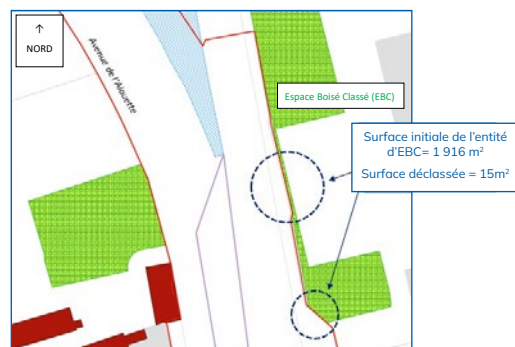 ↑
NORD
Avenue de l'Alouette
Espace Boisé Classé (EBC)
Surface initiale de l'entité
d'EBC= 1 916 m²
Surface déclassée = 15m²